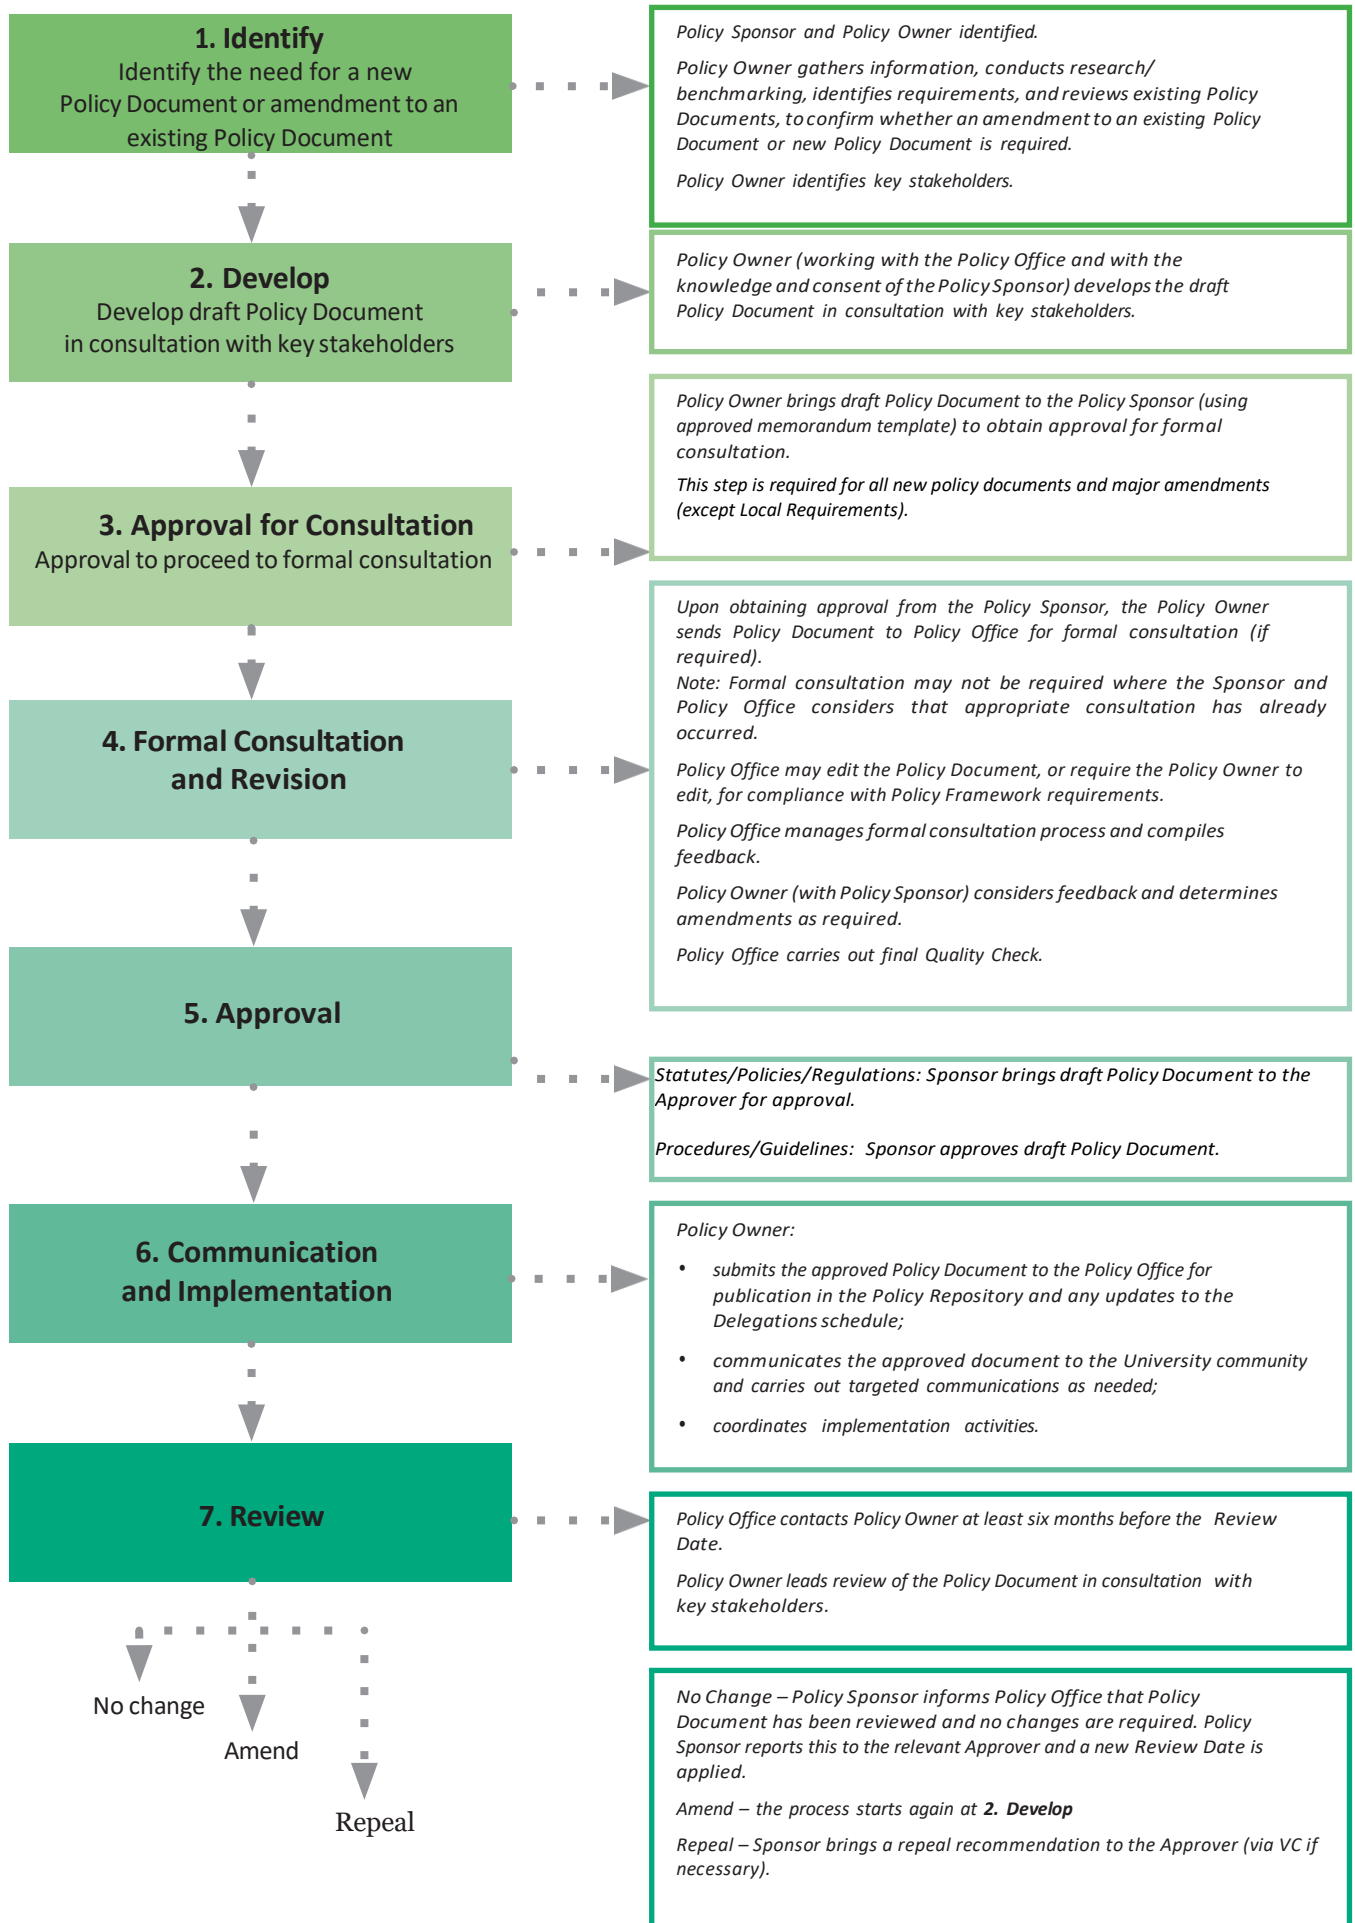 1. Identify
Identify the need for a new
Policy Document or amendment to an
existing Policy Document
Policy Sponsor and Policy Owner identified.
Policy Owner gathers information, conducts research/
benchmarking, identifies requirements, and reviews existing Policy
Documents, to confirm whether an amendment to an existing Policy
Document or new Policy Document is required.
Policy Owner identifies key stakeholders.
2. Develop
Develop draft Policy Document
in consultation with key stakeholders
Policy Owner (working with the Policy Office and with the
knowledge and consent of the Policy Sponsor) develops the draft
Policy Document in consultation with key stakeholders.
3. Approval for Consultation
Approval to proceed to formal consultation
Policy Owner brings draft Policy Document to the Policy Sponsor (using
approved memorandum template) to obtain approval for formal
consultation.
This step is required for all new policy documents and major amendments
(except Local Requirements).
4. Formal Consultation
and Revision
Upon obtaining approval from the Policy Sponsor, the Policy Owner
sends Policy Document to Policy Office for formal consultation (if
required).
Note: Formal consultation may not be required where the Sponsor and
Policy Office considers that appropriate consultation has already
occurred.
Policy Office may edit the Policy Document, or require the Policy Owner to
edit, for compliance with Policy Framework requirements.
Policy Office manages formal consultation process and compiles
feedback.
Policy Owner (with Policy Sponsor) considers feedback and determines
amendments as required.
Policy Office carries out final Quality Check.
5. Approval
Statutes/Policies/Regulations: Sponsor brings draft Policy Document to the
Approver for approval.
Procedures/Guidelines: Sponsor approves draft Policy Document.
6. Communication
and Implementation
Policy Owner:
• submits the approved Policy Document to the Policy Office for
publication in the Policy Repository and any updates to the
Delegations schedule;
• communicates the approved document to the University community
and carries out targeted communications as needed;
• coordinates implementation activities.
7. Review
Policy Office contacts Policy Owner at least six months before the Review
Date.
Policy Owner leads review of the Policy Document in consultation with
key stakeholders.
No change
Amend
Repeal
No Change – Policy Sponsor informs Policy Office that Policy
Document has been reviewed and no changes are required. Policy
Sponsor reports this to the relevant Approver and a new Review Date is
applied.
Amend – the process starts again at 2. Develop
Repeal – Sponsor brings a repeal recommendation to the Approver (via VC if
necessary).